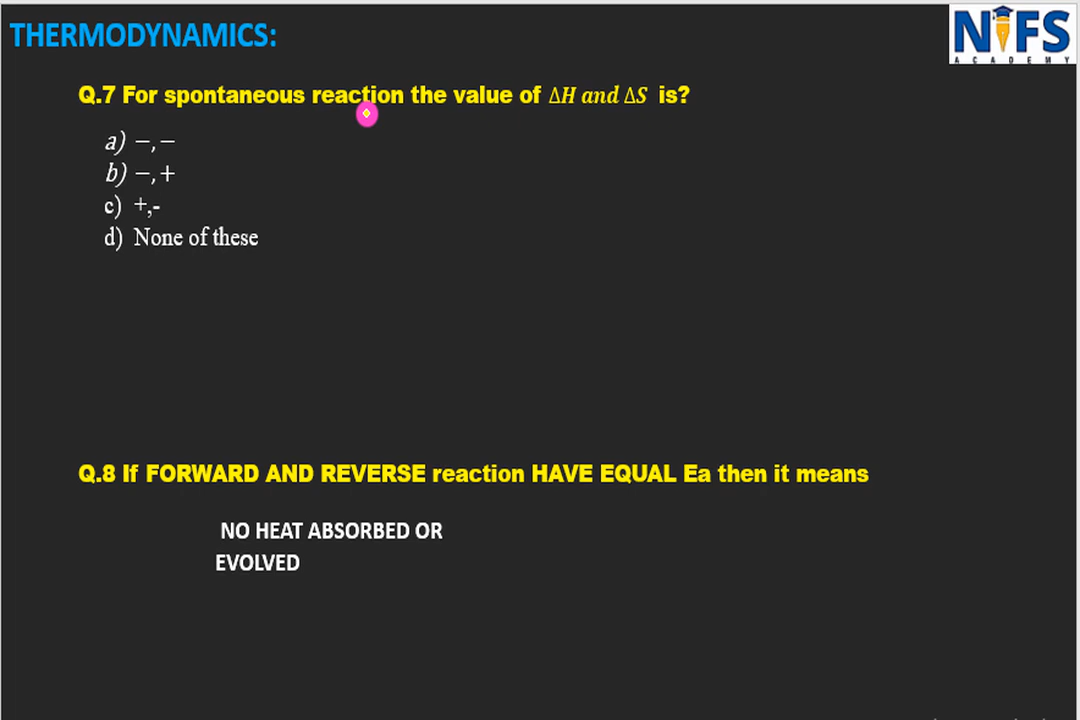 THERMODYNAMICS:
NIFS
ACADEMY
Q.7 For spontaneous reaction the value of ΔH and ΔS is?
a) −,−
b) −,+
c) +,-
d) None of these
Q.8 If FORWARD AND REVERSE reaction HAVE EQUAL Ea then it means
NO HEAT ABSORBED OR
EVOLVED